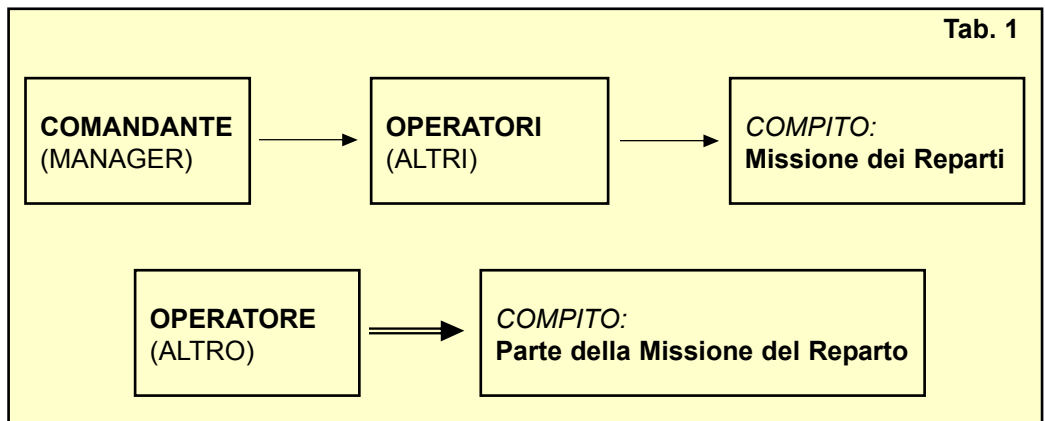 Tab. 1
COMANDANTE
(MANAGER)
OPERATORI
(ALTRI)
COMPITO:
Missione dei Reparti
OPERATORE
(ALTRO)
COMPITO:
Parte della Missione del Reparto